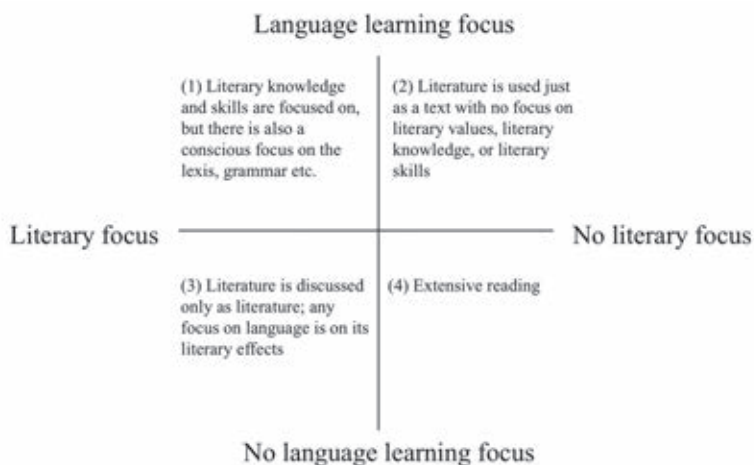 Language learning focus
(1) Literary knowledge
and skills are focused on,
but there is also a
conscious focus on the
lexis, grammar etc.
(2) Literature is used just
as a text with no focus on
literary values, literary
knowledge, or literary
skills
Literary focus
No literary focus
(3) Literature is discussed
only as literature; any
focus on language is on its
literary effects
(4) Extensive reading
No language learning focus